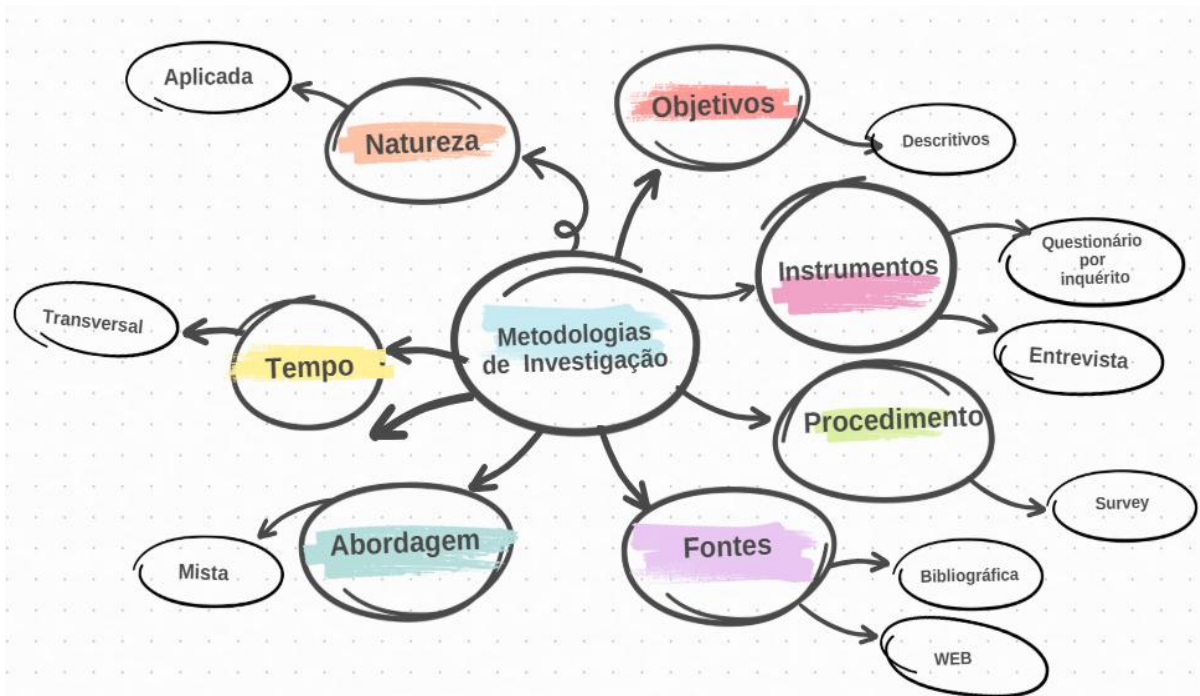 Aplicada
Natureza
Objetivos
Descritivos
Instrumentos
Questionário
por
inquérito
Entrevista
Metodologias
de Investigação
Transversal
Tempo
Procedimento
Survey
Abordagem
Mista
Fontes
Bibliográfica
WEB